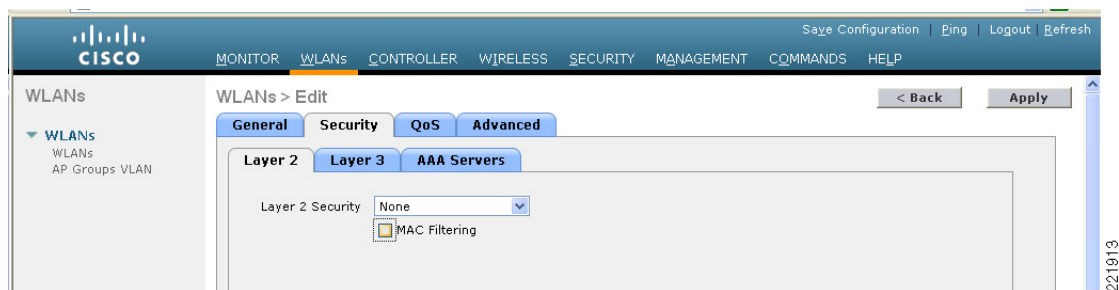 Save Configuration | Ping | Logout | Refresh
CISCO
MONITOR WLANs CONTROLLER WIRELESS SECURITY MANAGEMENT COMMANDS HELP
WLANs
WLANs > Edit
< Back Apply
General Security QoS Advanced
WLANs
WLANs
AP Groups VLAN
Layer 2 Layer 3 AAA Servers
Layer 2 Security None
MAC Filtering
221913